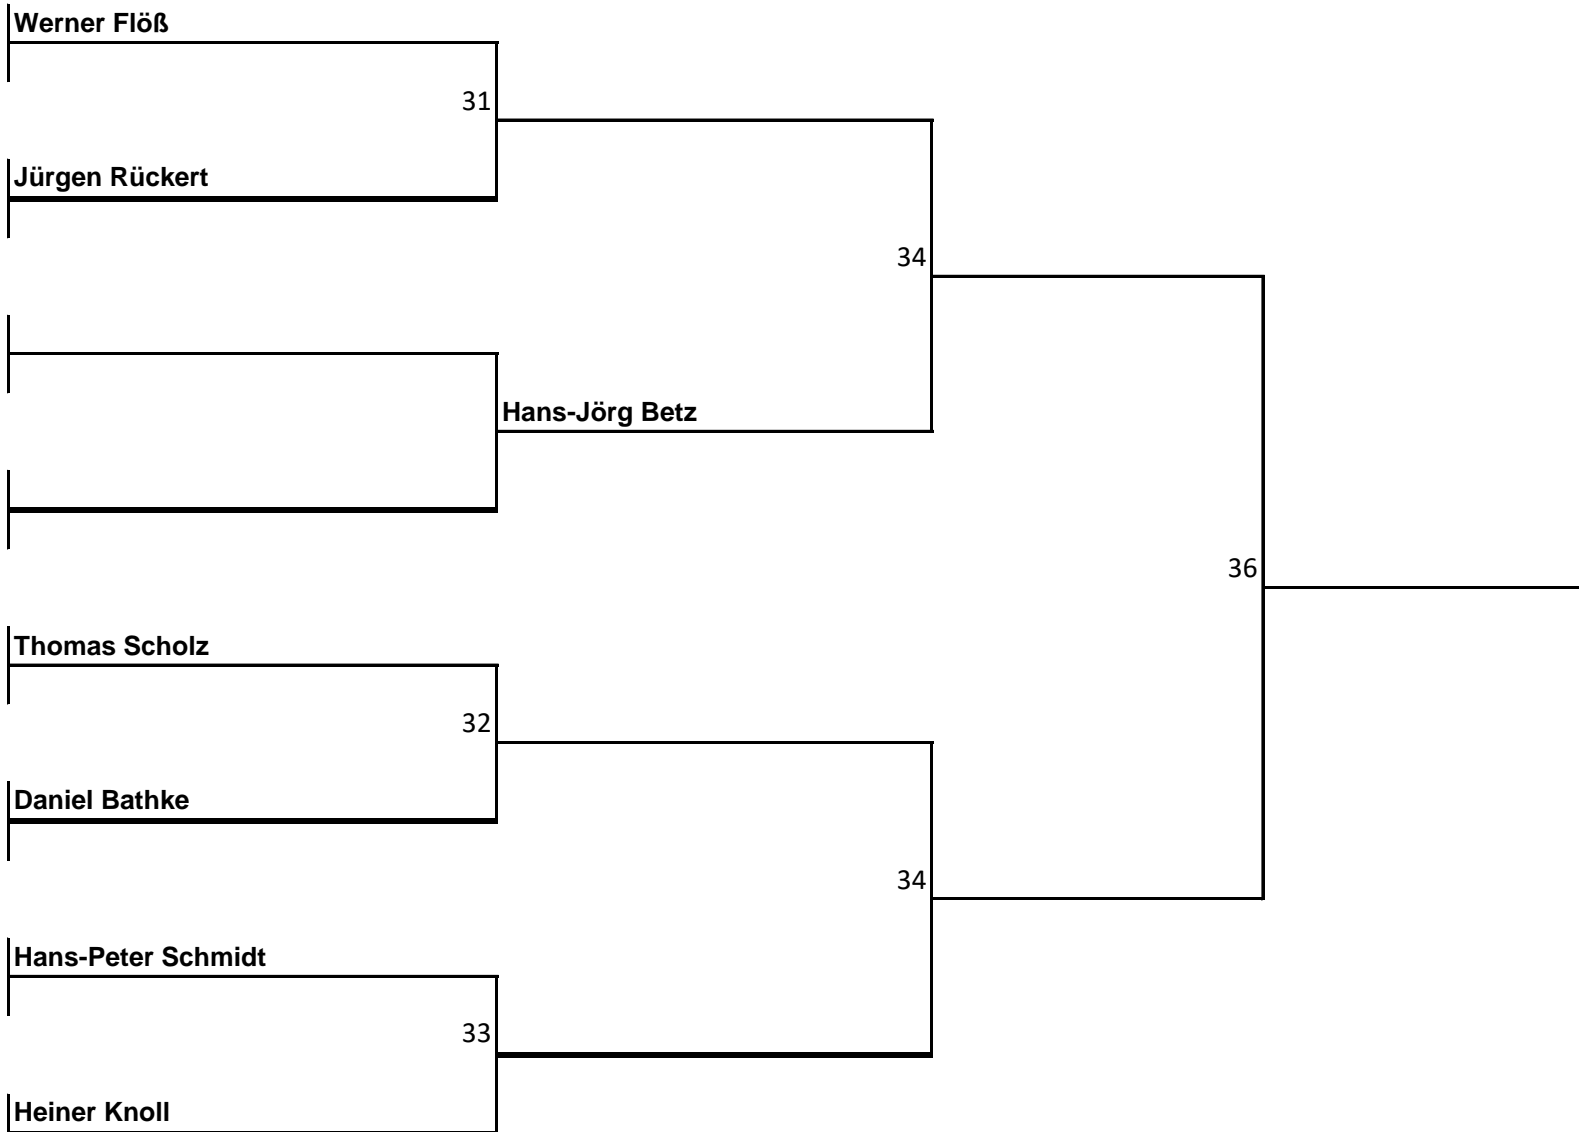 Werner Flöß
31
Jürgen Rückert
34
Hans-Jörg Betz
36
Thomas Scholz
32
Daniel Bathke
34
Hans-Peter Schmidt
33
Heiner Knoll